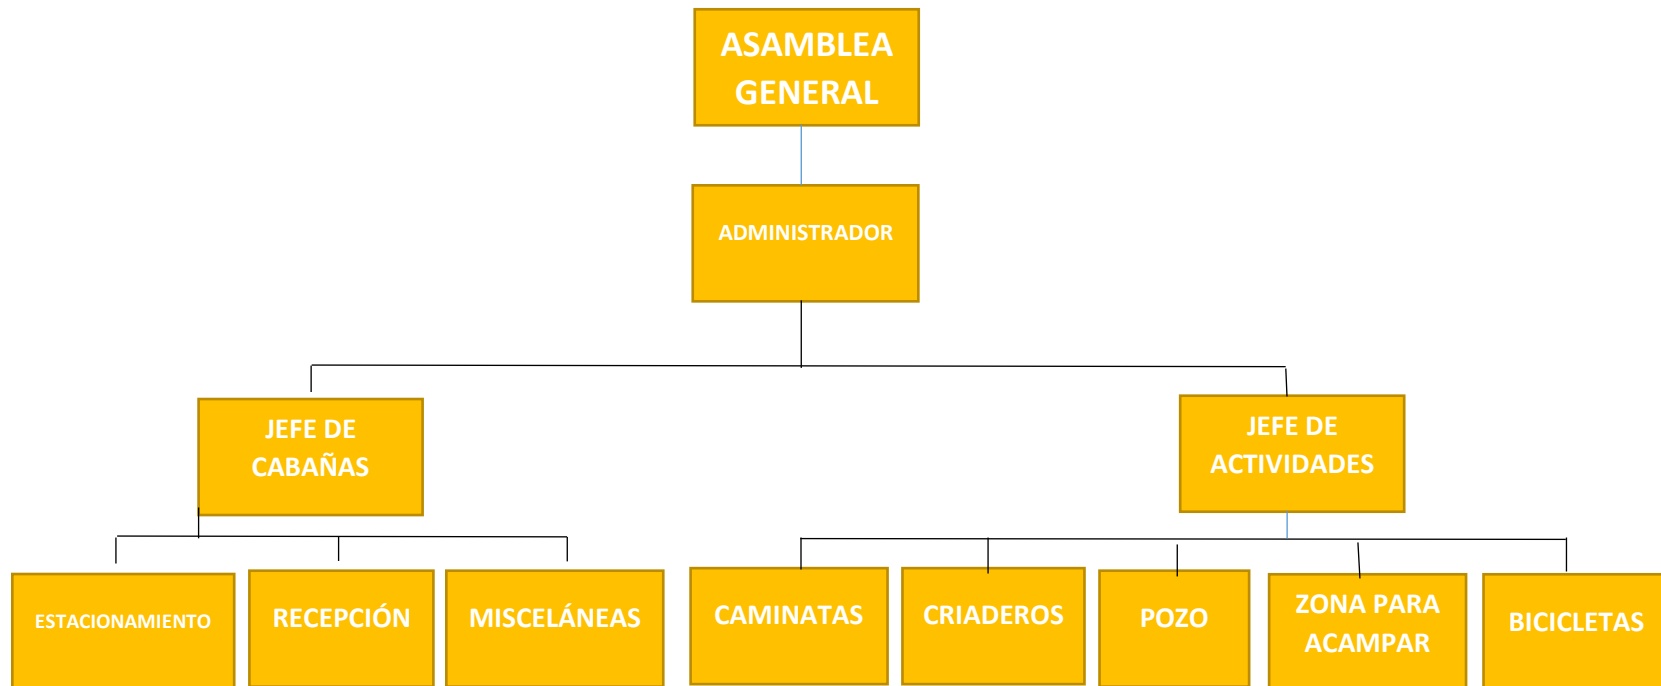 ASAMBLEA
GENERAL
ADMINISTRADOR
JEFE DE
CABAÑAS
JEFE DE
ACTIVIDADES
ESTACIONAMIENTO
RECEPCIÓN
MISCELÁNEAS
CAMINATAS
CRIADEROS
POZO
ZONA PARA
ACAMPAR
BICICLETAS